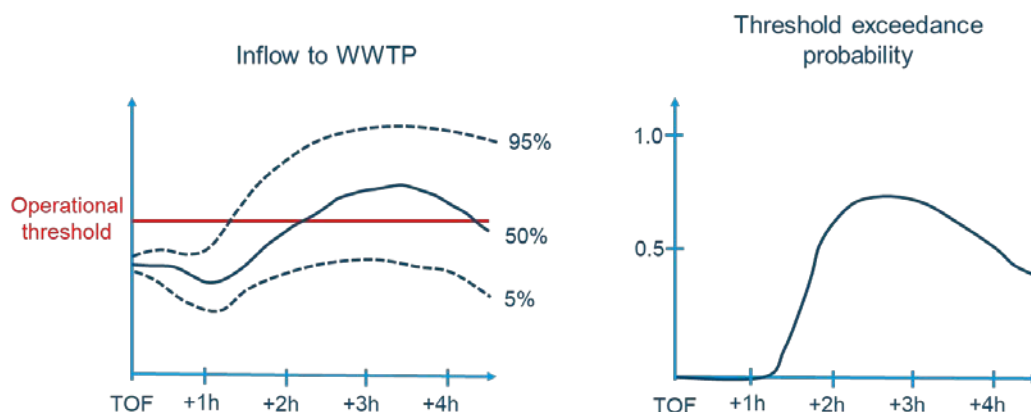 Inflow to WWTP
Operational
threshold
95%
50%
5%
TOF +1h +2h +3h +4h
Threshold exceedance
probability
1.0
0.5
TOF +1h +2h +3h +4h